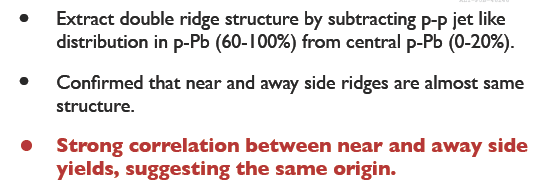 • Extract double ridge structure by subtracting p-p jet like
distribution in p-Pb (60-100%) from central p-Pb (0-20%).
• Confirmed that near and away side ridges are almost same
structure.
• Strong correlation between near and away side
yields, suggesting the same origin.